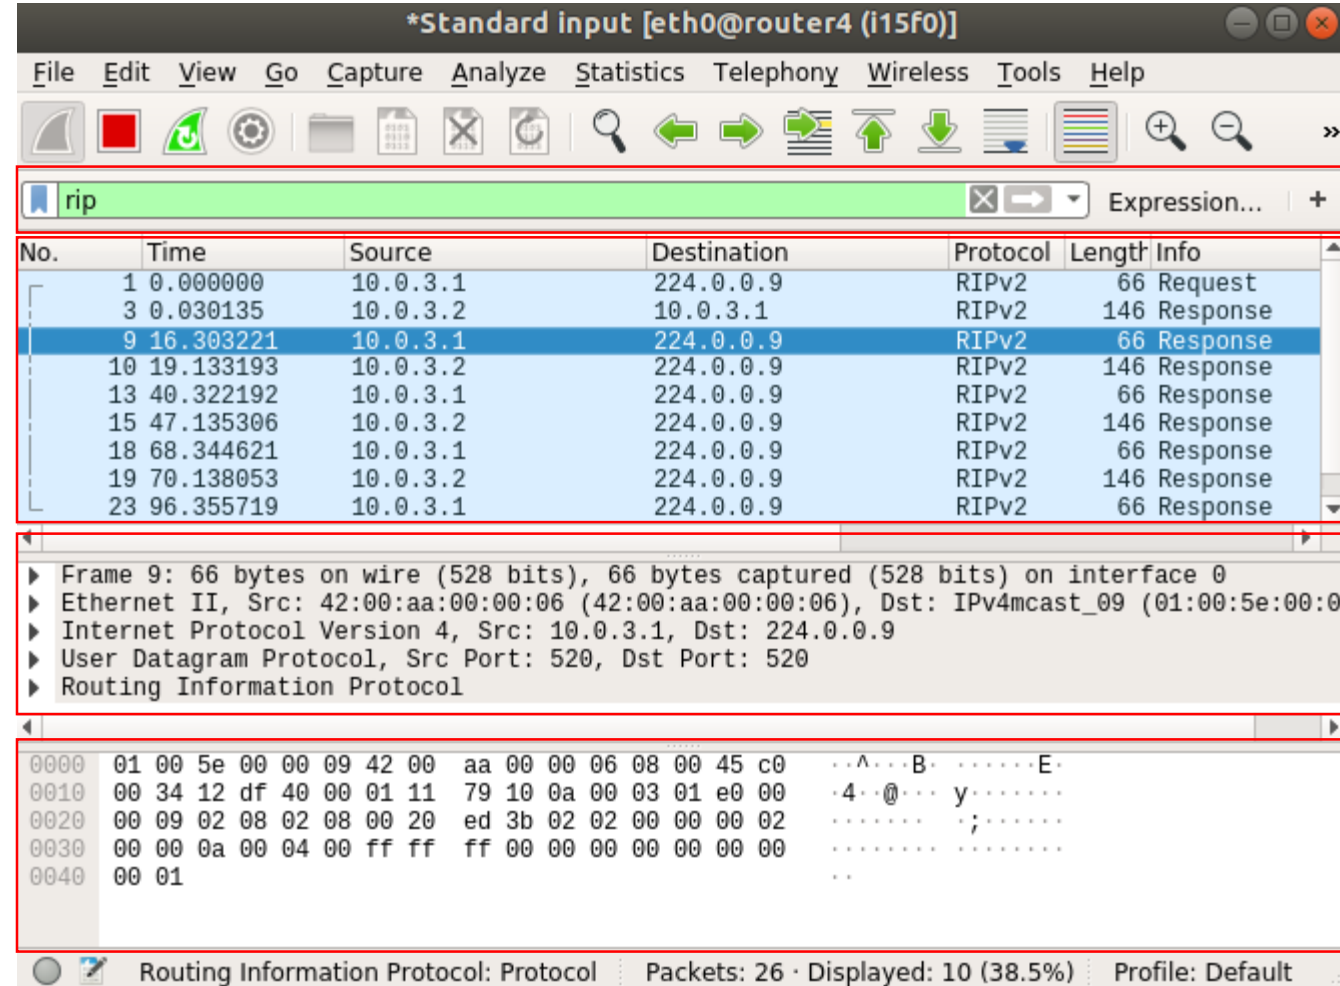 *Standard input [eth0@router4 (i15f0)]
File Edit View Go Capture Analyze Statistics Telephony Wireless Tools Help
rip Expression... +
No. Time Source Destination Protocol Length Info
1 0.000000 10.0.3.1 224.0.0.9 RIPv2 66 Request
3 0.030135 10.0.3.2 10.0.3.1 RIPv2 146 Response
9 16.303221 10.0.3.1 224.0.0.9 RIPv2 66 Response
10 19.133193 10.0.3.2 224.0.0.9 RIPv2 146 Response
13 40.322192 10.0.3.1 224.0.0.9 RIPv2 66 Response
15 47.135306 10.0.3.2 224.0.0.9 RIPv2 146 Response
18 68.344621 10.0.3.1 224.0.0.9 RIPv2 66 Response
19 70.138053 10.0.3.2 224.0.0.9 RIPv2 146 Response
23 96.355719 10.0.3.1 224.0.0.9 RIPv2 66 Response
Frame 9: 66 bytes on wire (528 bits), 66 bytes captured (528 bits) on interface 0
Ethernet II, Src: 42:00:aa:00:00:06 (42:00:aa:00:00:06), Dst: IPv4mcast_09 (01:00:5e:00:0
Internet Protocol Version 4, Src: 10.0.3.1, Dst: 224.0.0.9
User Datagram Protocol, Src Port: 520, Dst Port: 520
Routing Information Protocol
0000 01 00 5e 00 00 09 42 00 aa 00 00 06 08 00 45 c0 ··^···B· ······E·
0010 00 34 12 df 40 00 01 11 79 10 0a 00 03 01 e0 00 ·4··@··· y·······
0020 00 09 02 08 02 08 00 20 ed 3b 02 02 00 00 00 02 ······· ·;······
0030 00 00 0a 00 04 00 ff ff ff 00 00 00 00 00 00 00 ········ ········
0040 00 01 ··
Routing Information Protocol: Protocol Packets: 26 · Displayed: 10 (38.5%) Profile: Default